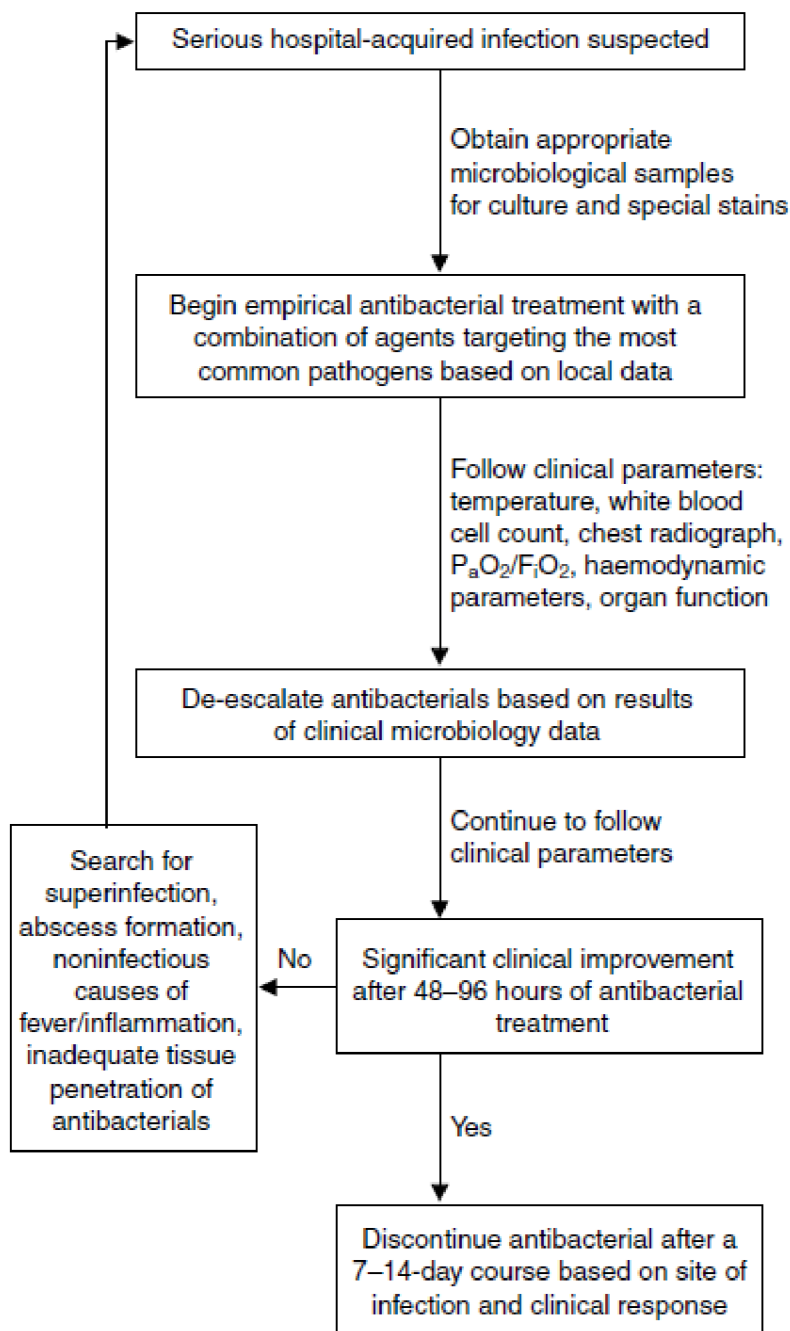 Serious hospital-acquired infection suspected
Obtain appropriate
microbiological samples
for culture and special stains
Begin empirical antibacterial treatment with a
combination of agents targeting the most
common pathogens based on local data
Follow clinical parameters:
temperature, white blood
cell count, chest radiograph,
PₐO₂/FᵢO₂, haemodynamic
parameters, organ function
De-escalate antibacterials based on results
of clinical microbiology data
Continue to follow
clinical parameters
Search for
superinfection,
abscess formation,
noninfectious
causes of
fever/inflammation,
inadequate tissue
penetration of
antibacterials
No
Significant clinical improvement
after 48–96 hours of antibacterial
treatment
Yes
Discontinue antibacterial after a
7–14-day course based on site of
infection and clinical response